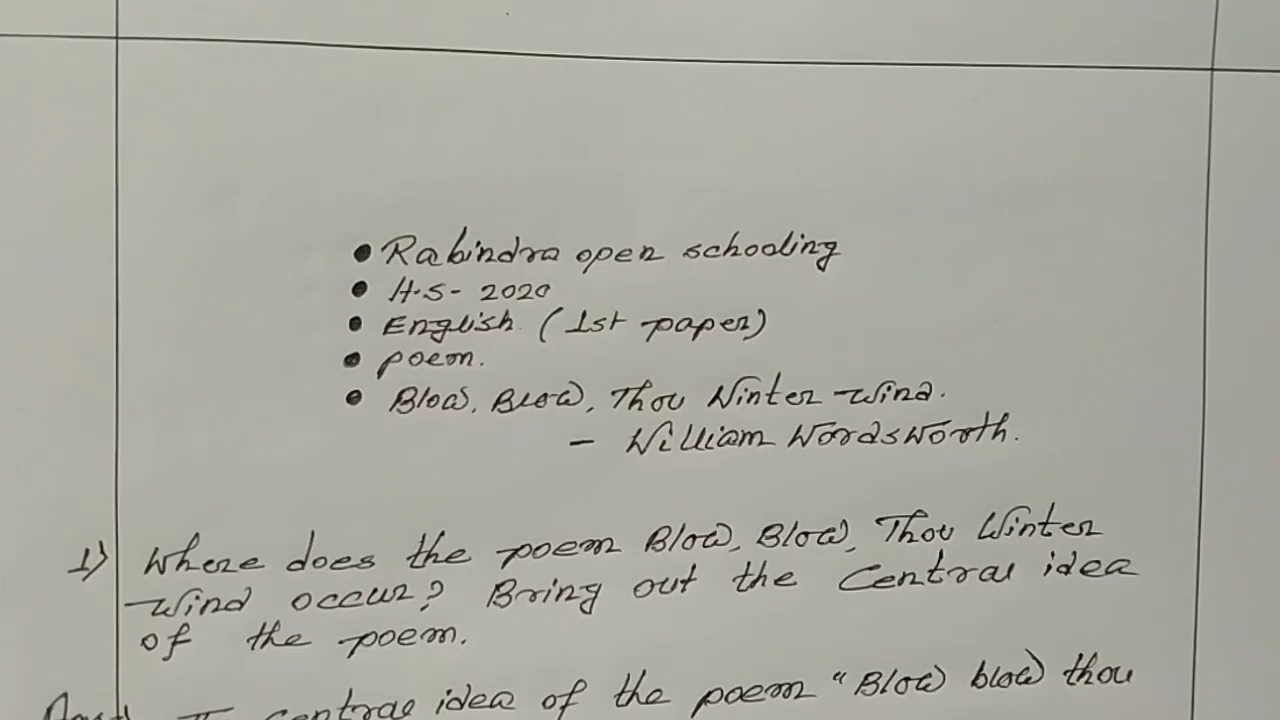 • Rabindra open schooling
• H.S - 2020
• English (1st paper)
• poem.
• Blow, Blow, Thou Winter wind.
- William Wordsworth.
1) Where does the poem Blow, Blow, Thou Winter
wind occur? Bring out the Central idea
of the poem.
central idea of the poem "Blow blow thou